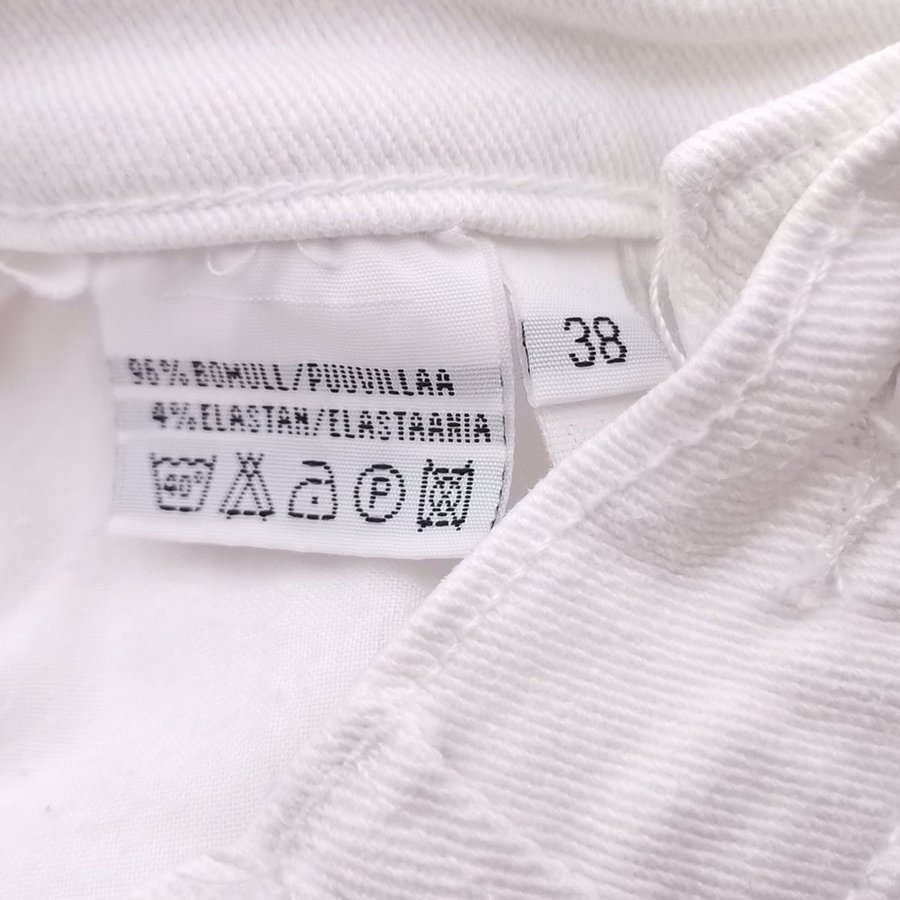 96% BOMULL/PUUVILLAA
4% ELASTAN/ELASTAANIA
40° P
38